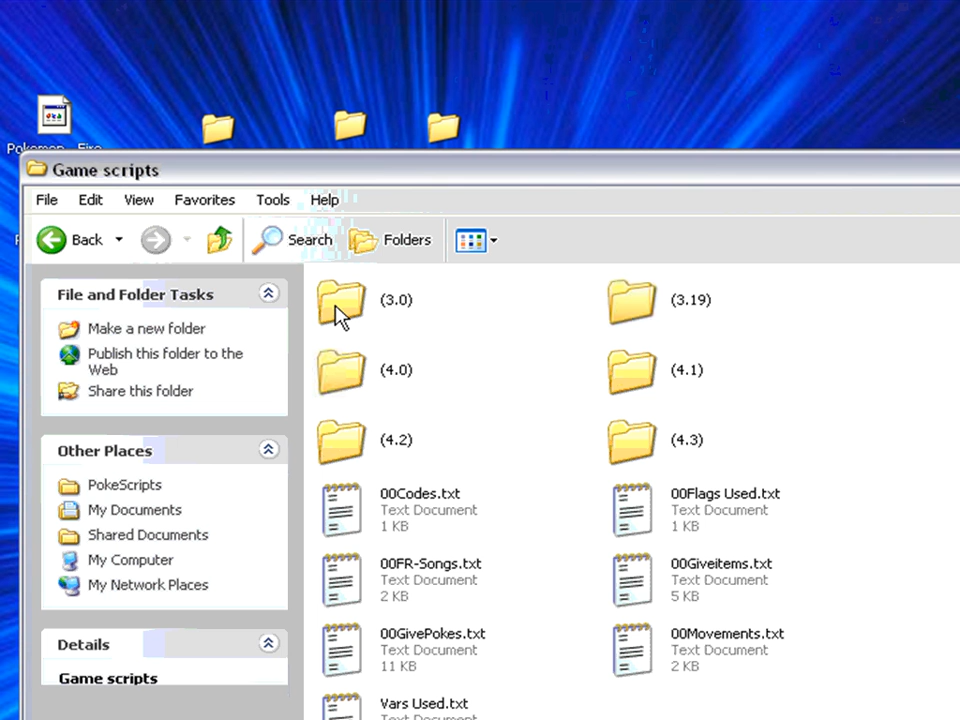 Game scripts
File Edit View Favorites Tools Help
Back Search Folders
File and Folder Tasks
Make a new folder
Publish this folder to the
Web
Share this folder
Other Places
PokeScripts
My Documents
Shared Documents
My Computer
My Network Places
Details
Game scripts
(3.0) (3.19)
(4.0) (4.1)
(4.2) (4.3)
00Codes.txt
Text Document
1 KB
00Flags Used.txt
Text Document
1 KB
00FR-Songs.txt
Text Document
2 KB
00Giveitems.txt
Text Document
5 KB
00GivePokes.txt
Text Document
11 KB
00Movements.txt
Text Document
2 KB
Vars Used.txt
Text Document